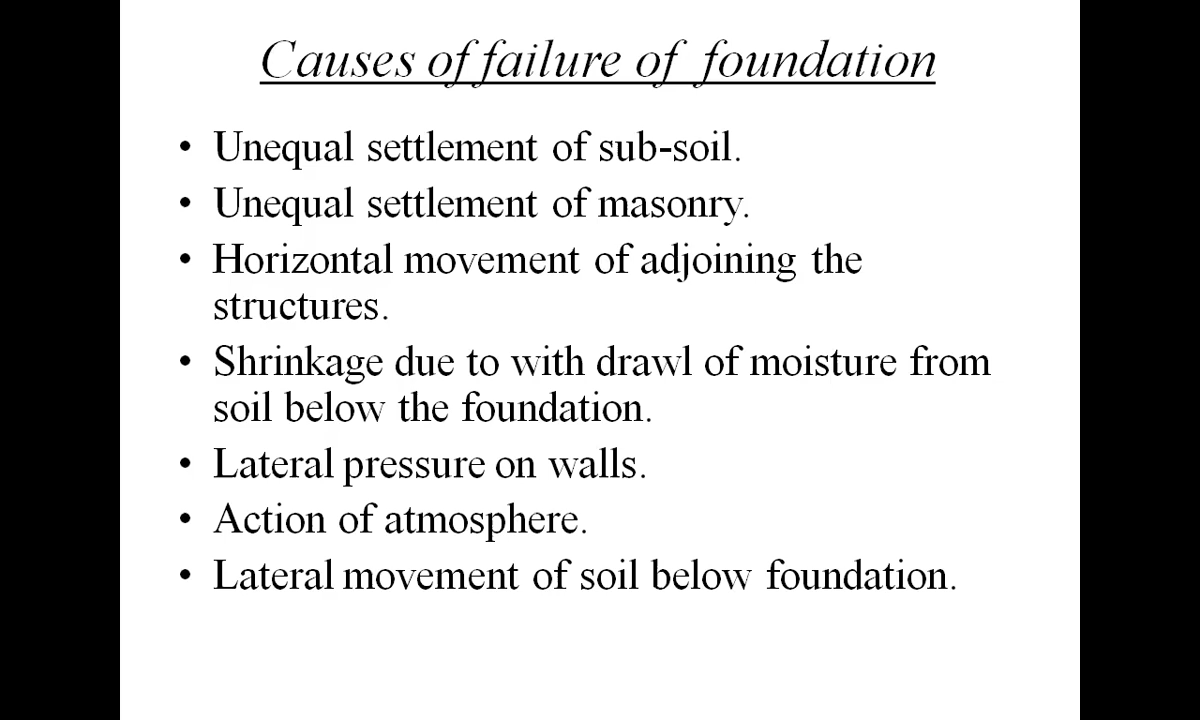 Causes of failure of foundation
• Unequal settlement of sub-soil.
• Unequal settlement of masonry.
• Horizontal movement of adjoining the
structures.
• Shrinkage due to with drawl of moisture from
soil below the foundation.
• Lateral pressure on walls.
• Action of atmosphere.
• Lateral movement of soil below foundation.